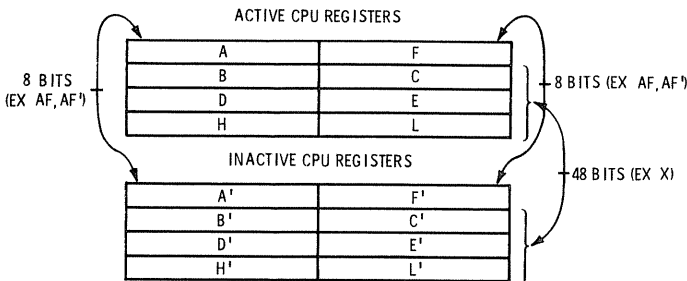 ACTIVE CPU REGISTERS
A F
B C
D E
H L
8 BITS
(EX AF, AF')
8 BITS (EX AF, AF')
48 BITS (EX X)
INACTIVE CPU REGISTERS
A' F'
B' C'
D' E'
H' L'